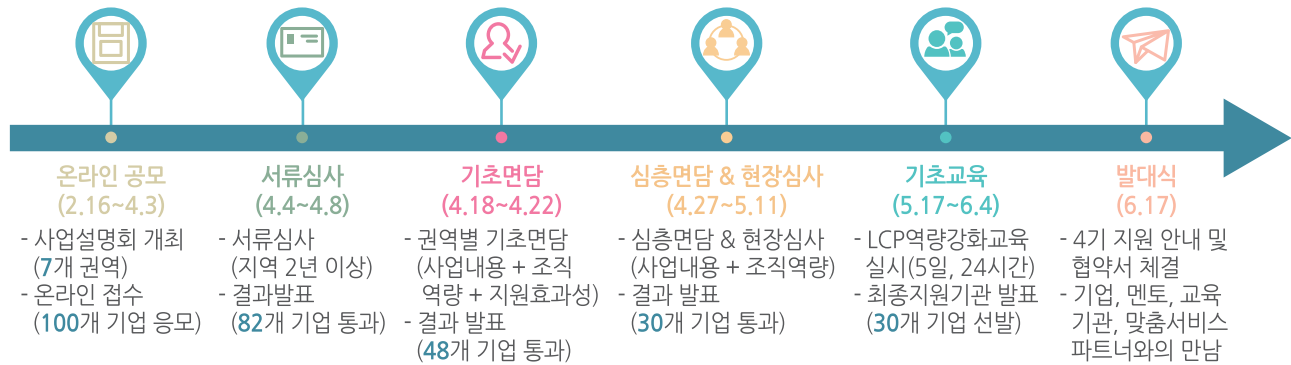 온라인 공모
(2.16~4.3)
- 사업설명회 개최
(7개 권역)
- 온라인 접수
(100개 기업 응모)
서류심사
(4.4~4.8)
- 서류심사
(지역 2년 이상)
- 결과발표
(82개 기업 통과)
기초면담
(4.18~4.22)
- 권역별 기초면담
(사업내용 + 조직
역량 + 지원효과성)
- 결과 발표
(48개 기업 통과)
심층면담 & 현장심사
(4.27~5.11)
- 심층면담 & 현장심사
(사업내용 + 조직역량)
- 결과 발표
(30개 기업 통과)
기초교육
(5.17~6.4)
- LCP역량강화교육
실시(5일, 24시간)
- 최종지원기관 발표
(30개 기업 선발)
발대식
(6.17)
- 4기 지원 안내 및
협약서 체결
- 기업, 멘토, 교육
기관, 맞춤서비스
파트너와의 만남